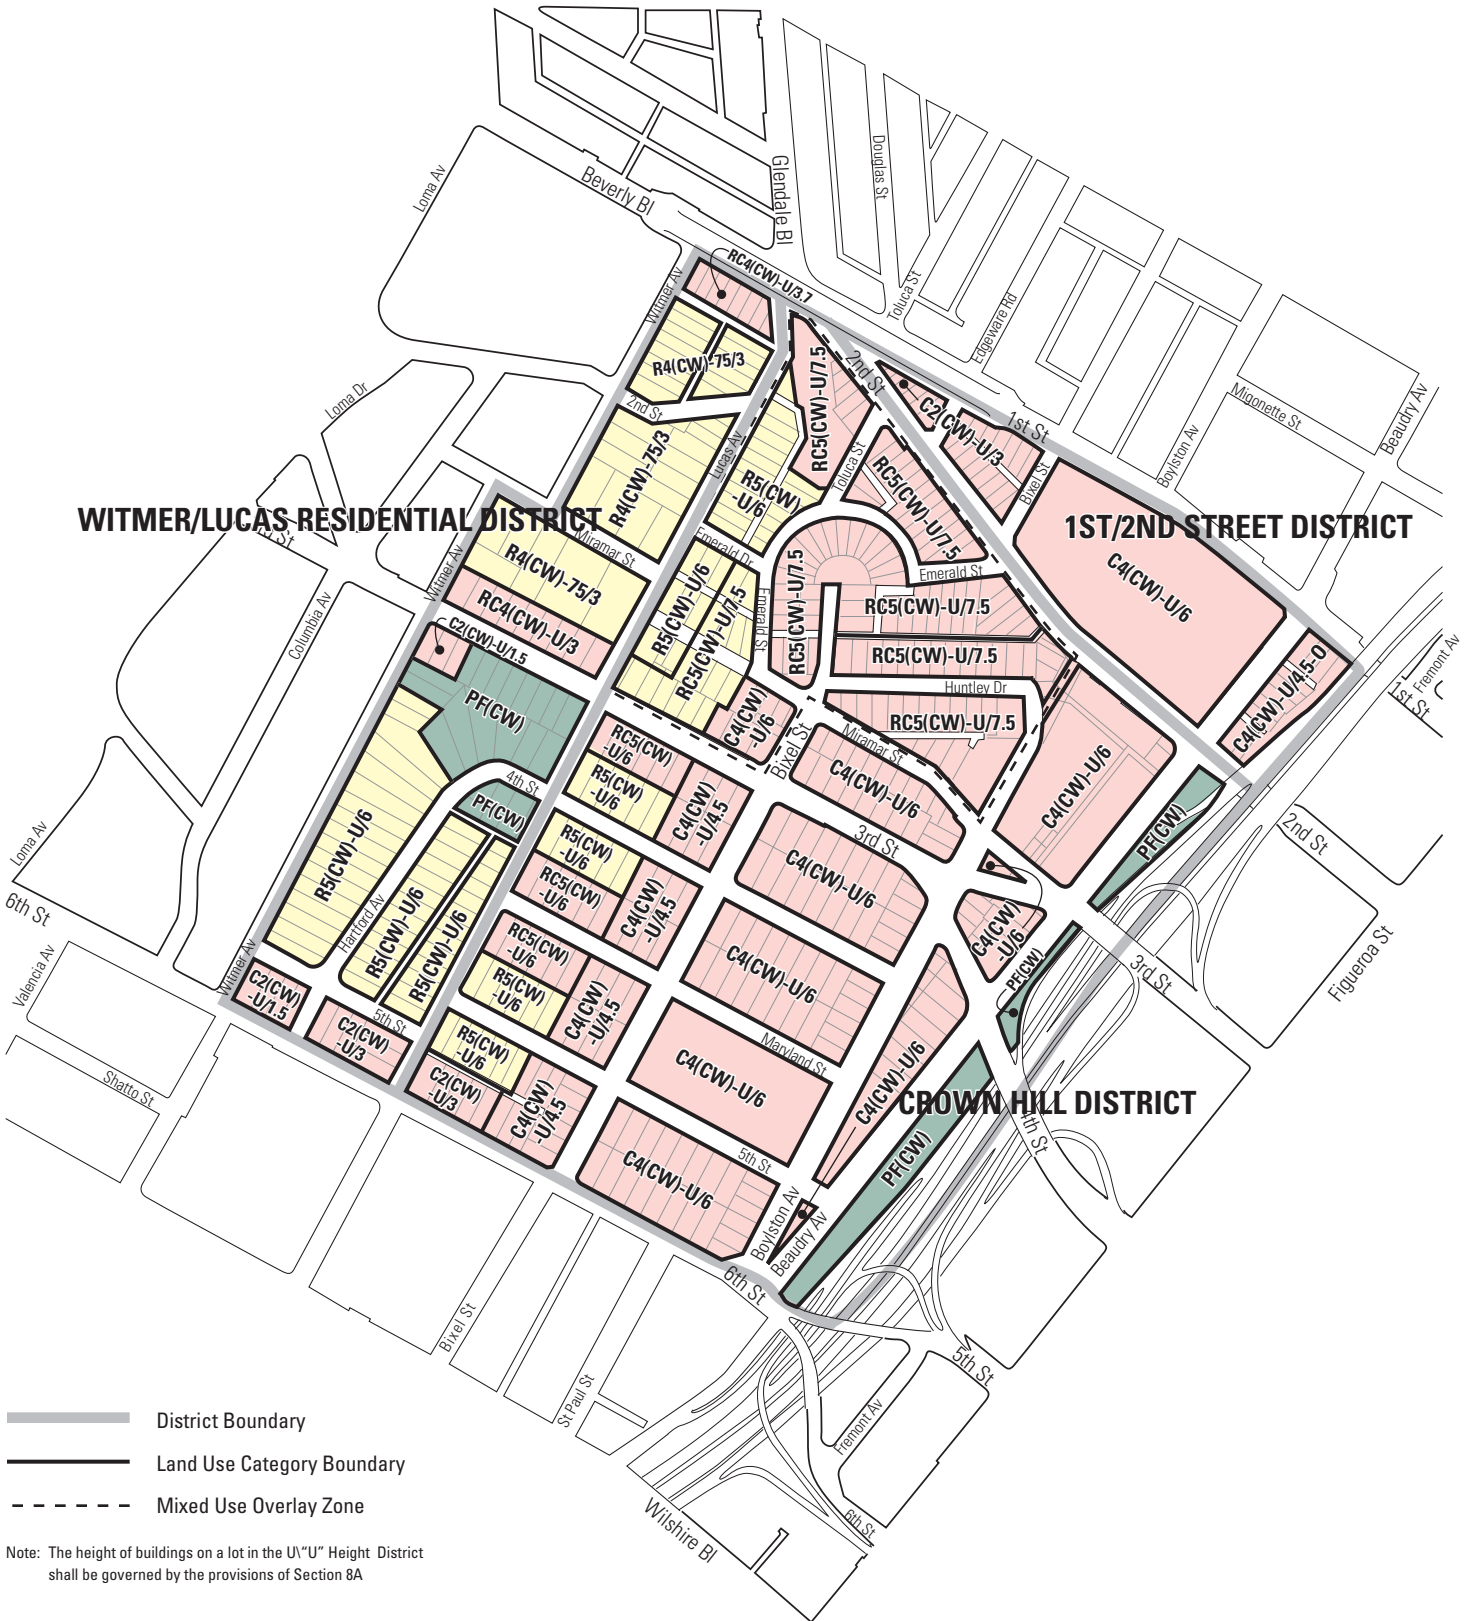 Loma Av
Beverly Bl
Glendale Bl
Douglas St
Toluca St
Edgeware Rd
Witmer Av
RC4(CW)-U/3.7
R4(CW)-75/3
2nd St
Loma Dr
Lucas Av
RC5(CW)-U/7.5
2nd St
C2(CW)-U/3
1st St
Migonette St
Beaudry Av
Boylston Av
Bixel St
R4(CW)-75/3
R5(CW)
-U/6
Toluca St
RC5(CW)-U/7.5
WITMER/LUCAS RESIDENTIAL DISTRICT
1ST/2ND STREET DISTRICT
Miramar St
Emerald Dr
Emerald St
C4(CW)-U/6
Witmer Av
R4(CW)-75/3
RC4(CW)-U/3
R5(CW)-U/6
RC5(CW)-U/7.5
Emerald St
RC5(CW)-U/7.5
RC5(CW)-U/7.5
RC5(CW)-U/7.5
Huntley Dr
RC5(CW)-U/7.5
Columbia Av
C2(CW)-U/1.5
PF(CW)
C4(CW)
-U/6
Bixel St
Miramar St
C4(CW)-U/6
C4(CW)-U/6
C4(CW)-U/4.5-O
Fremont Av
1st St
4th St
PF(CW)
RC5(CW)
-U/6
R5(CW)
-U/6
C4(CW)
-U/4.5
3rd St
PF(CW)
2nd St
Loma Av
6th St
R5(CW)-U/6
Hartford Av
R5(CW)-U/6
R5(CW)-U/6
R5(CW)
-U/6
RC5(CW)
-U/6
C4(CW)
-U/4.5
C4(CW)-U/6
C4(CW)
-U/6
PF(CW)
3rd St
Figueroa St
Valencia Av
Witmer Av
C2(CW)
-U/1.5
5th St
C2(CW)
-U/3
RC5(CW)
-U/6
R5(CW)
-U/6
C4(CW)
-U/4.5
C4(CW)-U/6
Maryland St
Shatto St
R5(CW)
-U/6
C2(CW)
-U/3
C4(CW)
-U/4.5
C4(CW)-U/6
C4(CW)-U/6
CROWN HILL DISTRICT
4th St
PF(CW)
5th St
C4(CW)-U/6
Boylston Av
Beaudry Av
6th St
Bixel St
St Paul St
5th St
Fremont Av
6th St
Wilshire Bl
District Boundary
Land Use Category Boundary
Mixed Use Overlay Zone
Note: The height of buildings on a lot in the U\“U” Height District
shall be governed by the provisions of Section 8A